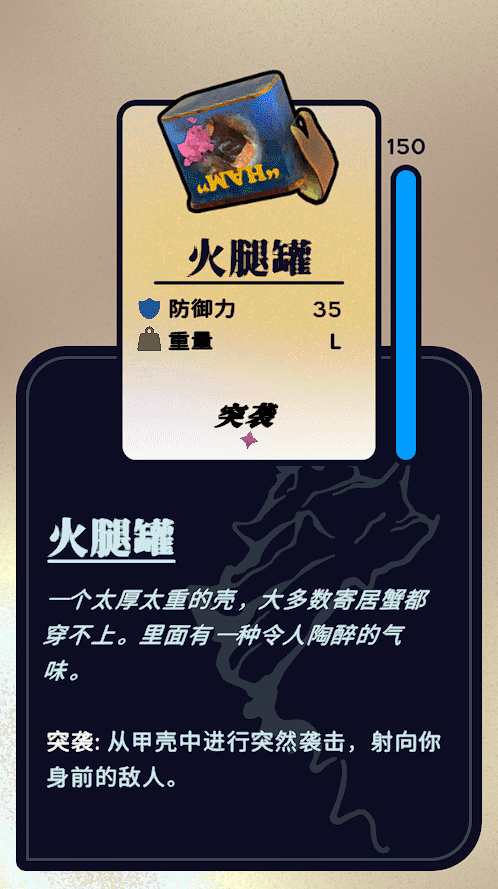 “HAM”
150
火腿罐
防御力 35
重量 L
突袭
火腿罐
一个太厚太重的壳，大多数寄居蟹都
穿不上。里面有一种令人陶醉的气
味。
突袭: 从甲壳中进行突然袭击，射向你
身前的敌人。